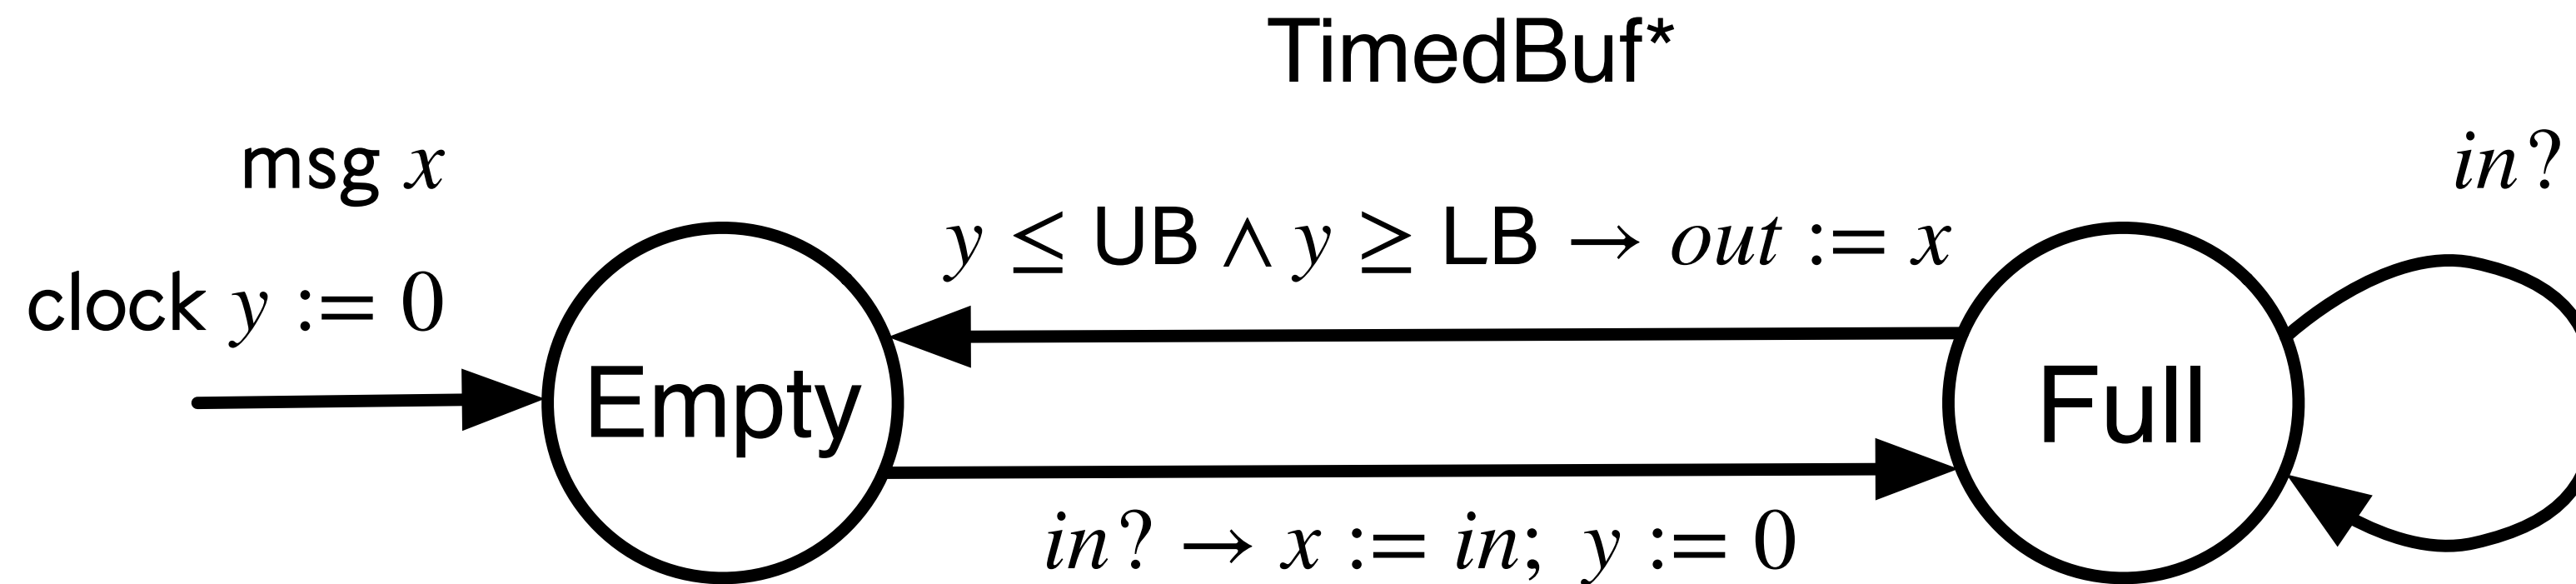 TimedBuf*
msg x
in?
y ≤ UB ∧ y ≥ LB → out := x
clock y := 0
Empty
Full
in? → x := in; y := 0